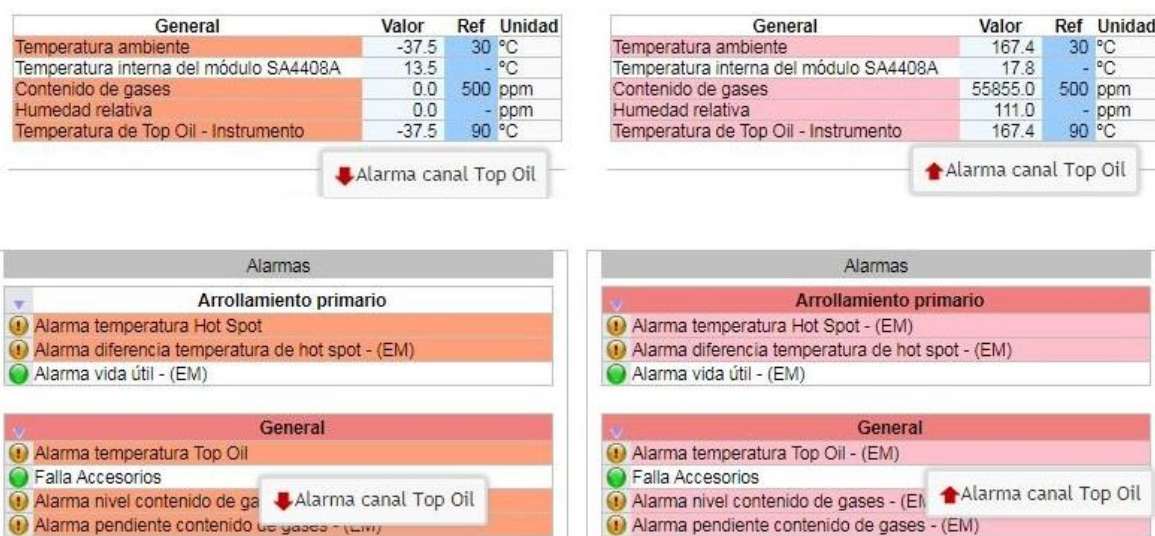 General Valor Ref Unidad
Temperatura ambiente -37.5 30 °C
Temperatura interna del módulo SA4408A 13.5 - °C
Contenido de gases 0.0 500 ppm
Humedad relativa 0.0 - ppm
Temperatura de Top Oil - Instrumento -37.5 90 °C
Alarma canal Top Oil
General Valor Ref Unidad
Temperatura ambiente 167.4 30 °C
Temperatura interna del módulo SA4408A 17.8 - °C
Contenido de gases 55855.0 500 ppm
Humedad relativa 111.0 - ppm
Temperatura de Top Oil - Instrumento 167.4 90 °C
Alarma canal Top Oil
Alarmas
Arrollamiento primario
Alarma temperatura Hot Spot
Alarma diferencia temperatura de hot spot - (EM)
Alarma vida útil - (EM)
General
Alarma temperatura Top Oil
Falla Accesorios
Alarma nivel contenido de ga
Alarma canal Top Oil
Alarma pendiente contenido de gases - (EM)
Alarmas
Arrollamiento primario
Alarma temperatura Hot Spot - (EM)
Alarma diferencia temperatura de hot spot - (EM)
Alarma vida útil - (EM)
General
Alarma temperatura Top Oil - (EM)
Falla Accesorios
Alarma nivel contenido de gases - (EM
Alarma canal Top Oil
Alarma pendiente contenido de gases - (EM)